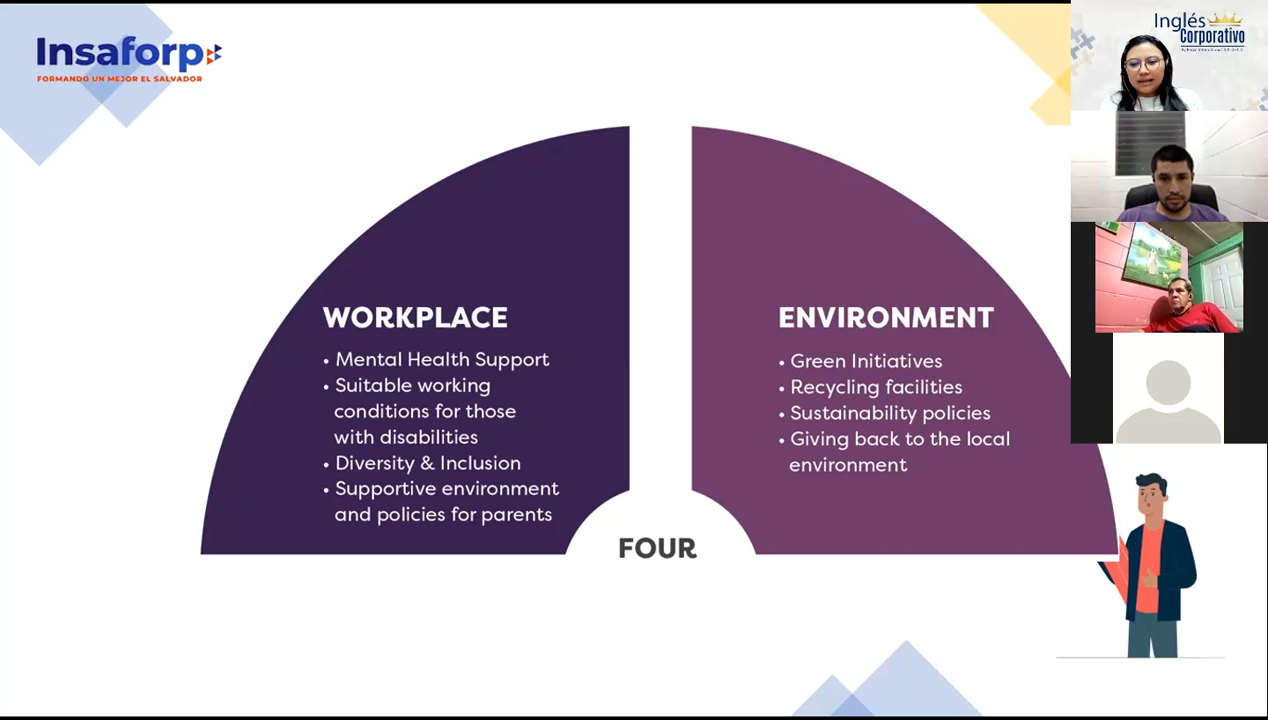 Insaforp
FORMANDO UN MEJOR EL SALVADOR
Inglés
Corporativo
WORKPLACE
• Mental Health Support
• Suitable working
conditions for those
with disabilities
• Diversity & Inclusion
• Supportive environment
and policies for parents
ENVIRONMENT
• Green Initiatives
• Recycling facilities
• Sustainability policies
• Giving back to the local
environment
FOUR